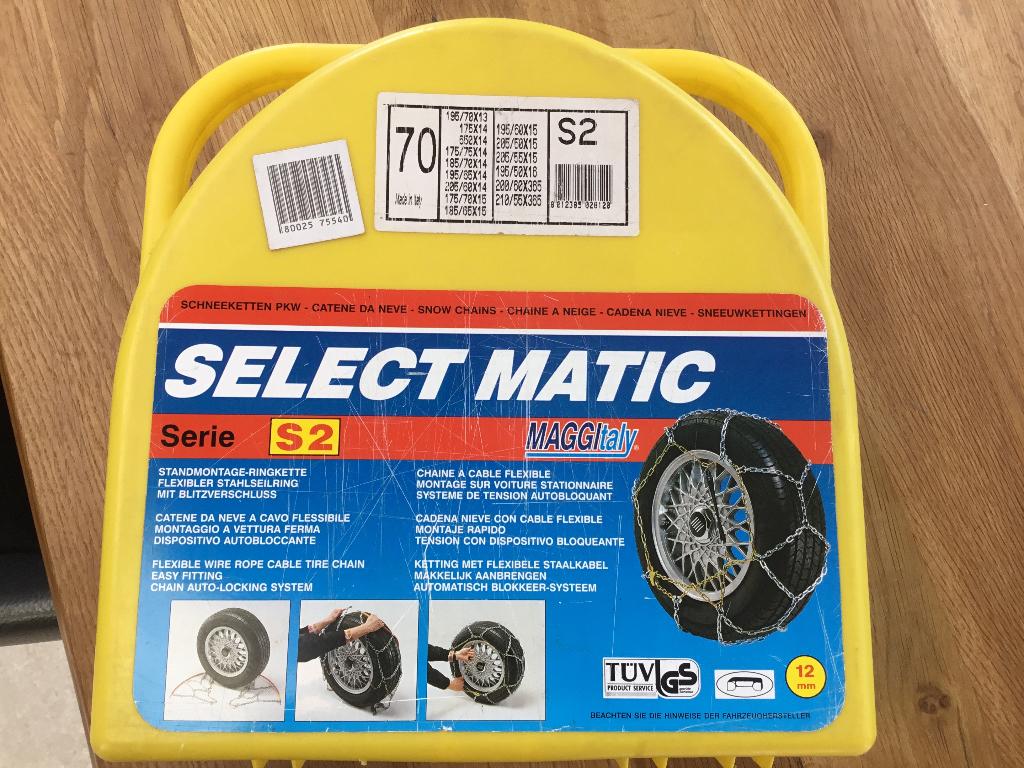 70
Made in Italy
195/70X13
175X14
650X14
175/75X14
185/70X14
195/65X14
205/60X14
175/70X15
185/65X15
195/60X15
205/60X15
205/55X15
195/50X16
200/60X365
210/55X365
S2
80025 75540
SCHNEEKETTEN PKW - CATENE DA NEVE - SNOW CHAINS - CHAINE A NEIGE - CADENA NIEVE - SNEEUWKETTINGEN
SELECT MATIC
Serie S2
MAGGItaly
STANDMONTAGE-RINGKETTE
FLEXIBLER STAHLSEILRING
MIT BLITZVERSCHLUSS
CATENE DA NEVE A CAVO FLESSIBILE
MONTAGGIO A VETTURA FERMA
DISPOSITIVO AUTOBLOCCANTE
FLEXIBLE WIRE ROPE CABLE TIRE CHAIN
EASY FITTING
CHAIN AUTO-LOCKING SYSTEM
CHAINE A CABLE FLEXIBLE
MONTAGE SUR VOITURE STATIONNAIRE
SYSTEME DE TENSION AUTOBLOQUANT
CADENA NIEVE CON CABLE FLEXIBLE
MONTAJE RAPIDO
TENSION CON DISPOSITIVO BLOQUEANTE
KETTING MET FLEXIBELE STAALKABEL
MAKKELIJK AANBRENGEN
AUTOMATISCH BLOKKEER-SYSTEEM
TÜV
PRODUCT SERVICE
GS
12
mm
BEACHTEN SIE DIE HINWEISE DER FAHRZEUGHERSTELLER